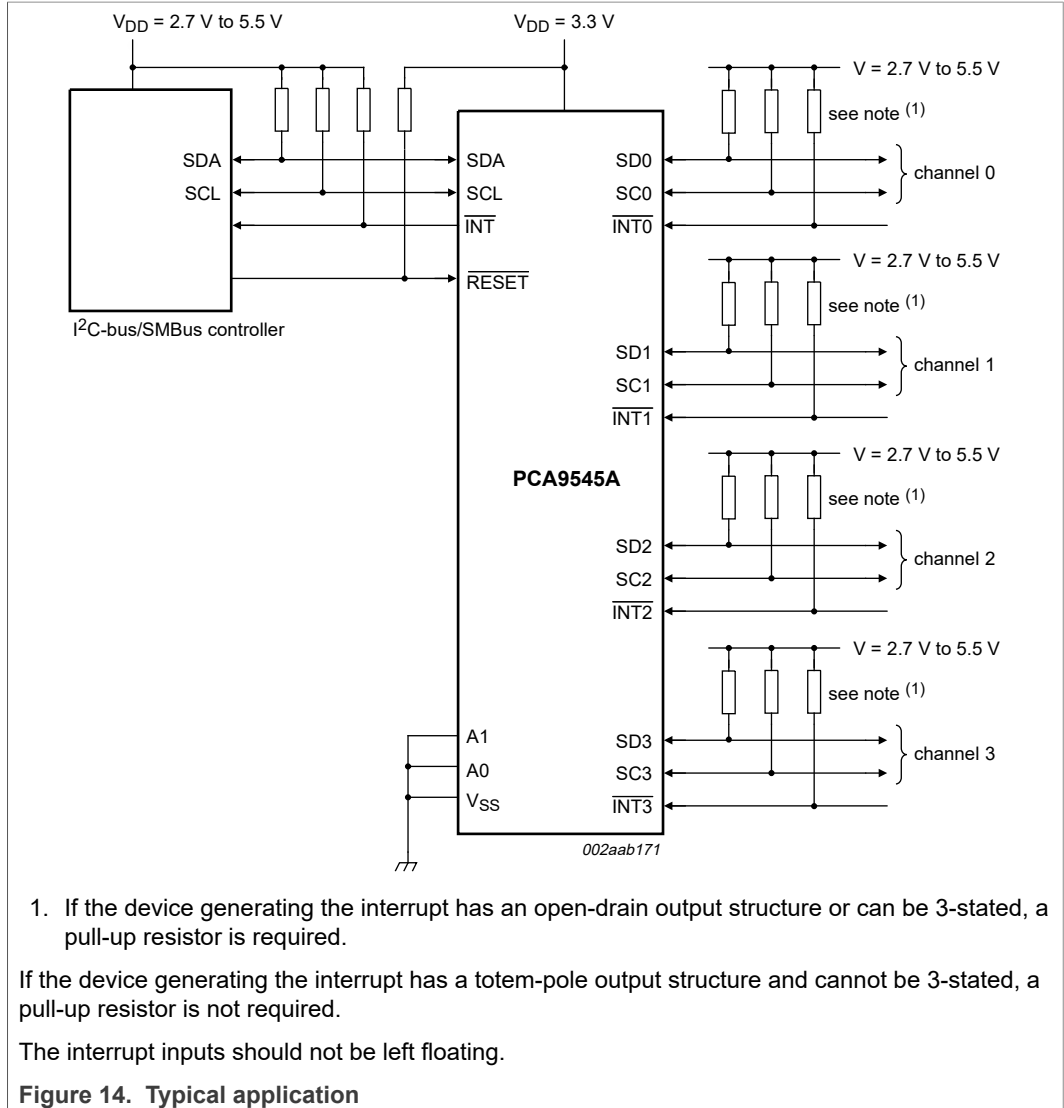 VDD = 2.7 V to 5.5 V
VDD = 3.3 V
V = 2.7 V to 5.5 V
see note (1)
SDA
SDA
SD0
channel 0
SCL
SCL
SC0
INT
INT0
RESET
V = 2.7 V to 5.5 V
see note (1)
I2C-bus/SMBus controller
SD1
channel 1
SC1
INT1
V = 2.7 V to 5.5 V
PCA9545A
see note (1)
SD2
channel 2
SC2
INT2
V = 2.7 V to 5.5 V
see note (1)
A1
SD3
channel 3
A0
SC3
VSS
INT3
002aab171
1. If the device generating the interrupt has an open-drain output structure or can be 3-stated, a
pull-up resistor is required.
If the device generating the interrupt has a totem-pole output structure and cannot be 3-stated, a
pull-up resistor is not required.
The interrupt inputs should not be left floating.
Figure 14. Typical application